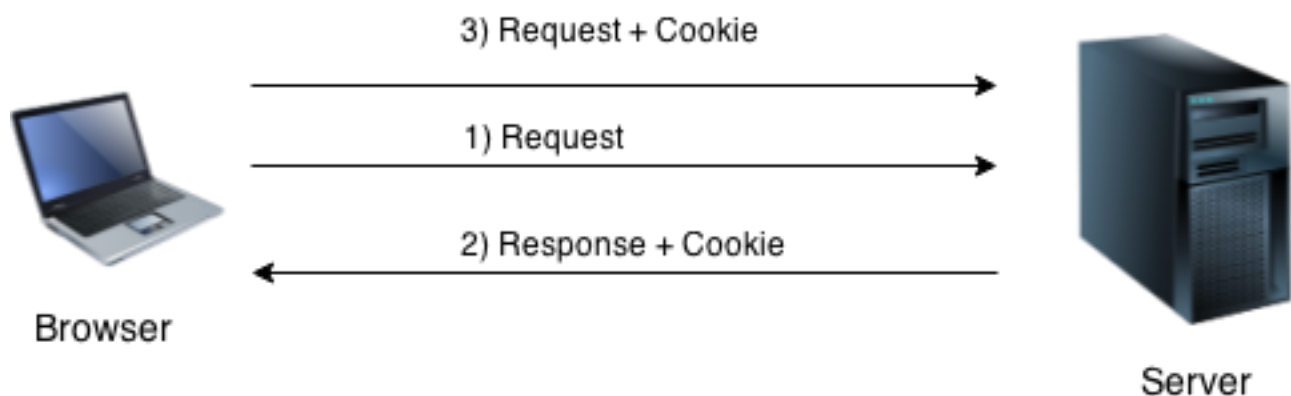 3) Request + Cookie
1) Request
2) Response + Cookie
Browser
Server